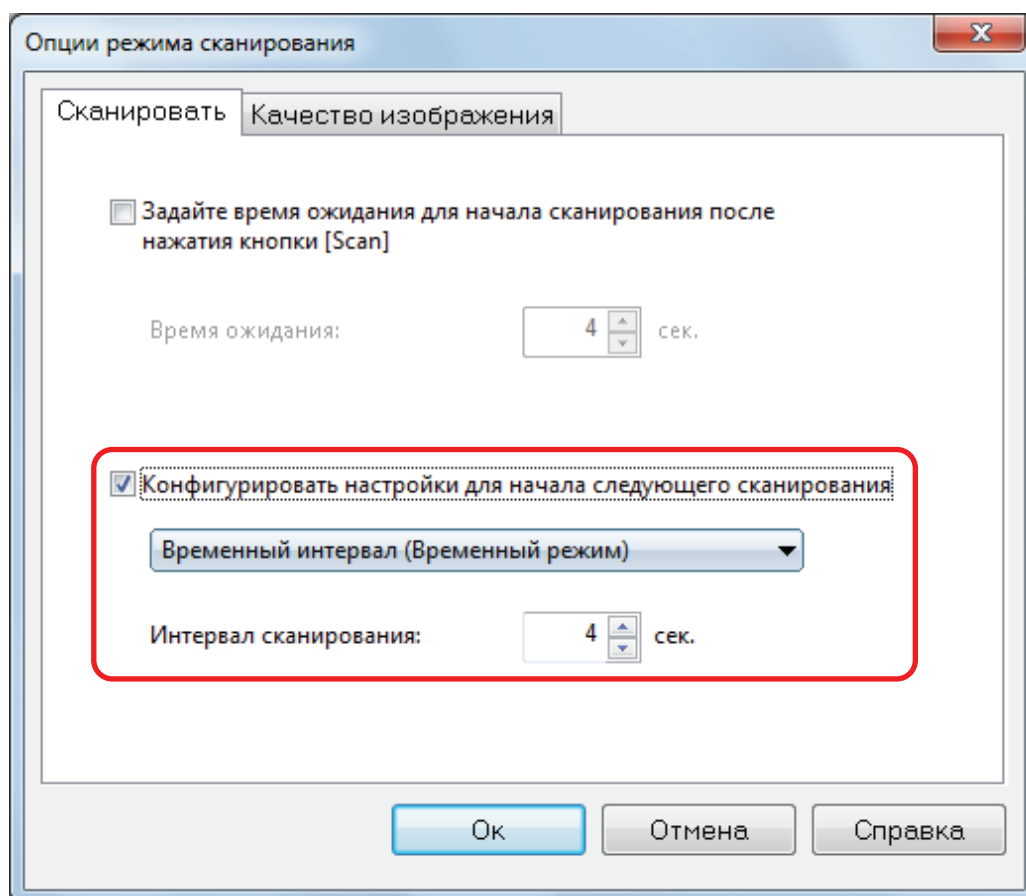 Опции режима сканирования
Сканировать
Качество изображения
Задайте время ожидания для начала сканирования после
нажатия кнопки [Scan]
Время ожидания: 4 сек.
Конфигурировать настройки для начала следующего сканирования
Временный интервал (Временный режим)
Интервал сканирования: 4 сек.
Ок Отмена Справка